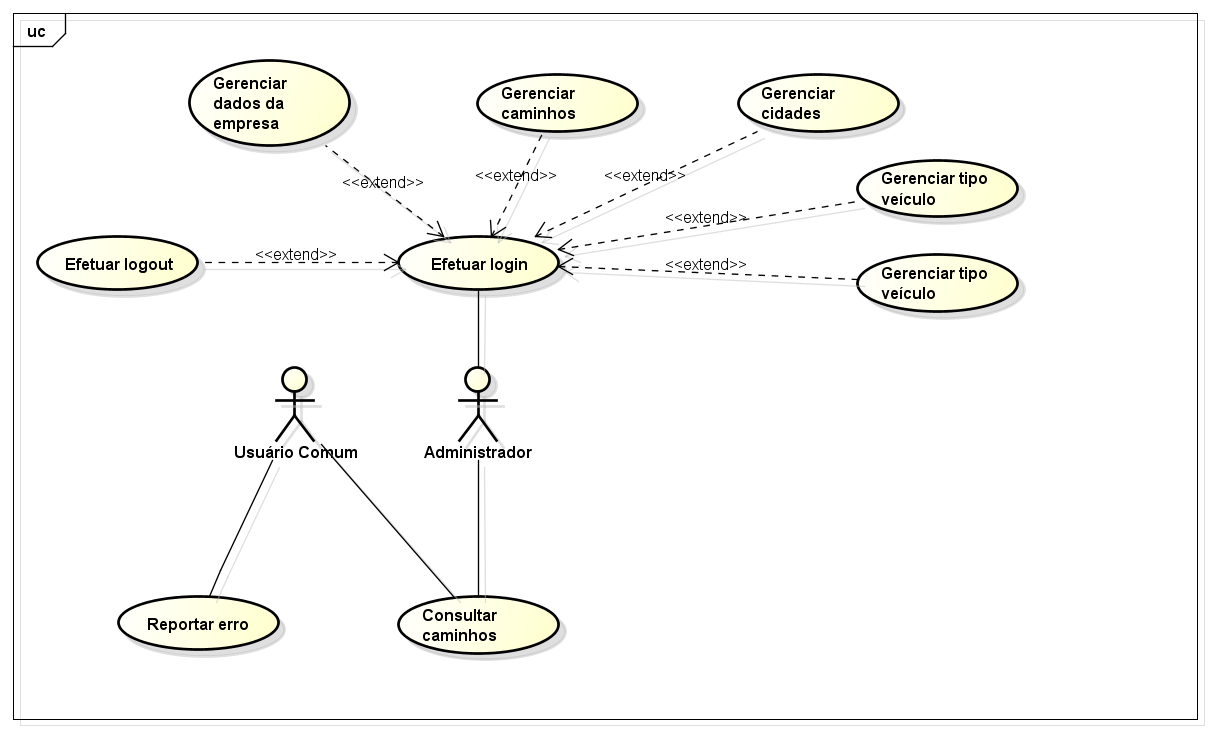 uc
Gerenciar
dados da
empresa
Gerenciar
caminhos
Gerenciar
cidades
Gerenciar tipo
veículo
<<extend>>
<<extend>>
<<extend>>
<<extend>>
Efetuar logout
<<extend>>
Efetuar login
<<extend>>
Gerenciar tipo
veículo
Usuário Comum
Administrador
Reportar erro
Consultar
caminhos